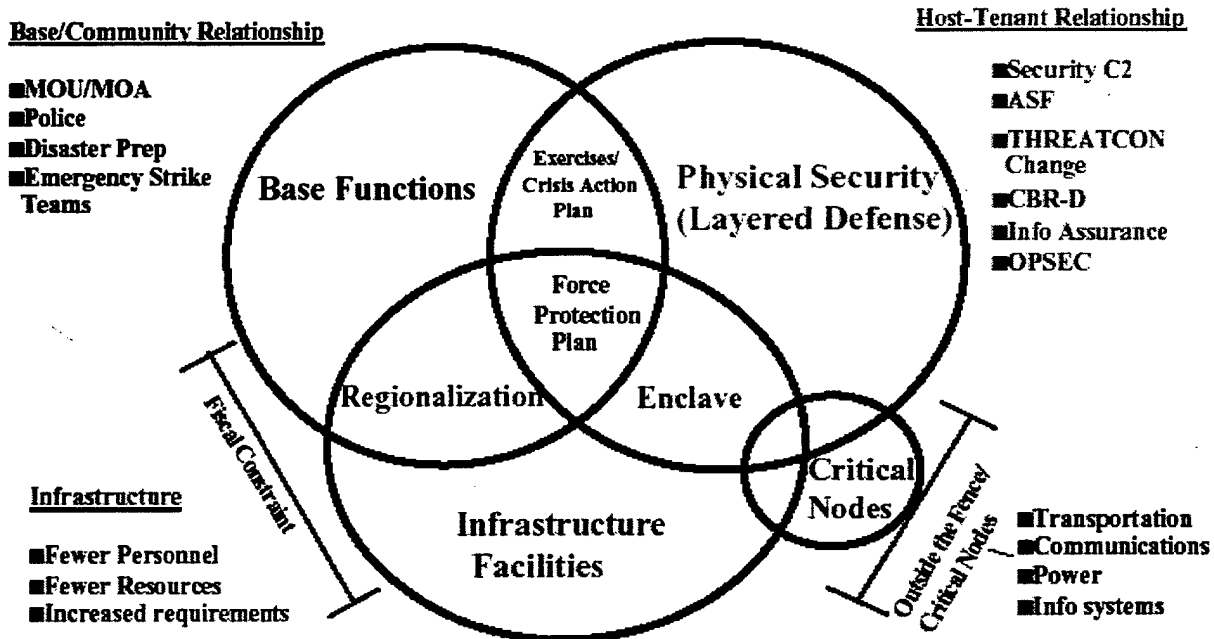 Base/Community Relationship
■MOU/MOA
■Police
■Disaster Prep
■Emergency Strike
Teams
Host-Tenant Relationship
■Security C2
■ASF
■THREATCON
Change
■CBR-D
■Info Assurance
■OPSEC
Base Functions
Exercises/
Crisis Action
Plan
Physical Security
(Layered Defense)
Force
Protection
Plan
Regionalization
Enclave
Critical
Nodes
Infrastructure
Facilities
Fiscal Constraint
Outside the Fence/
Critical Nodes
Infrastructure
■Fewer Personnel
■Fewer Resources
■Increased requirements
■Transportation
■Communications
■Power
■Info systems